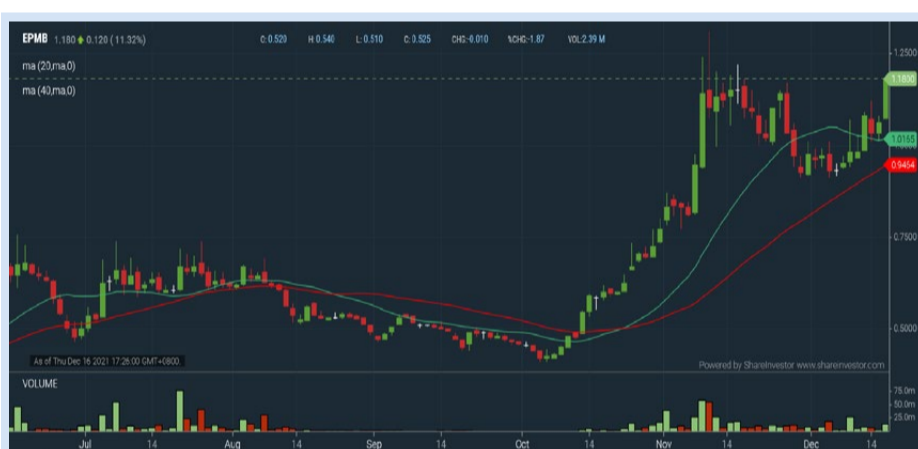 EPMB 1.180 0.120 ( 11.32%) O: 0.520 H: 0.540 L: 0.510 C: 0.525 CHG:-0.010 %CHG:-1.87 VOL:2.39 M
ma (20,ma,0)
ma (40,ma,0)
1.2500
1.1800
1.0165
0.9464
0.7500
0.5000
As of Thu Dec 16 2021 17:26:00 GMT+0800.
Powered by ShareInvestor www.shareinvestor.com
VOLUME
75.0m
50.0m
25.0m
Jul 14 Aug 14 Sep 14 Oct 14 Nov 14 Dec 14